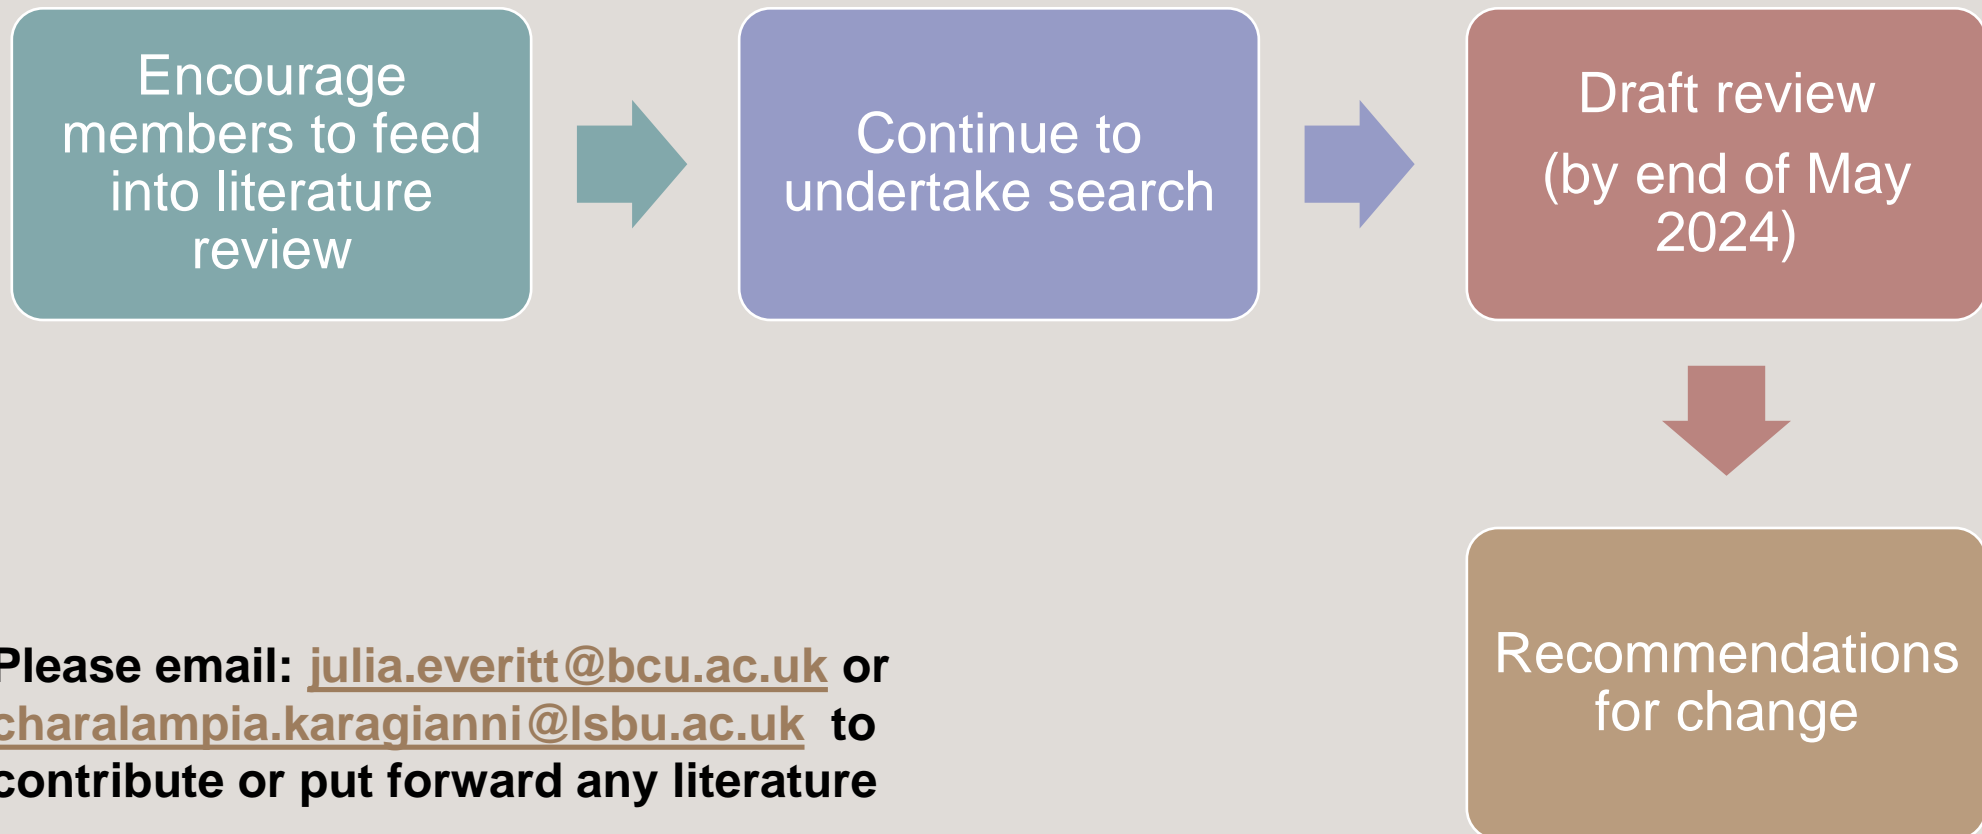 Encourage
members to feed
into literature
review
Continue to
undertake search
Draft review
(by end of May
2024)
Recommendations
for change
Please email: julia.everitt@bcu.ac.uk or
charalampia.karagianni@lsbu.ac.uk to
contribute or put forward any literature